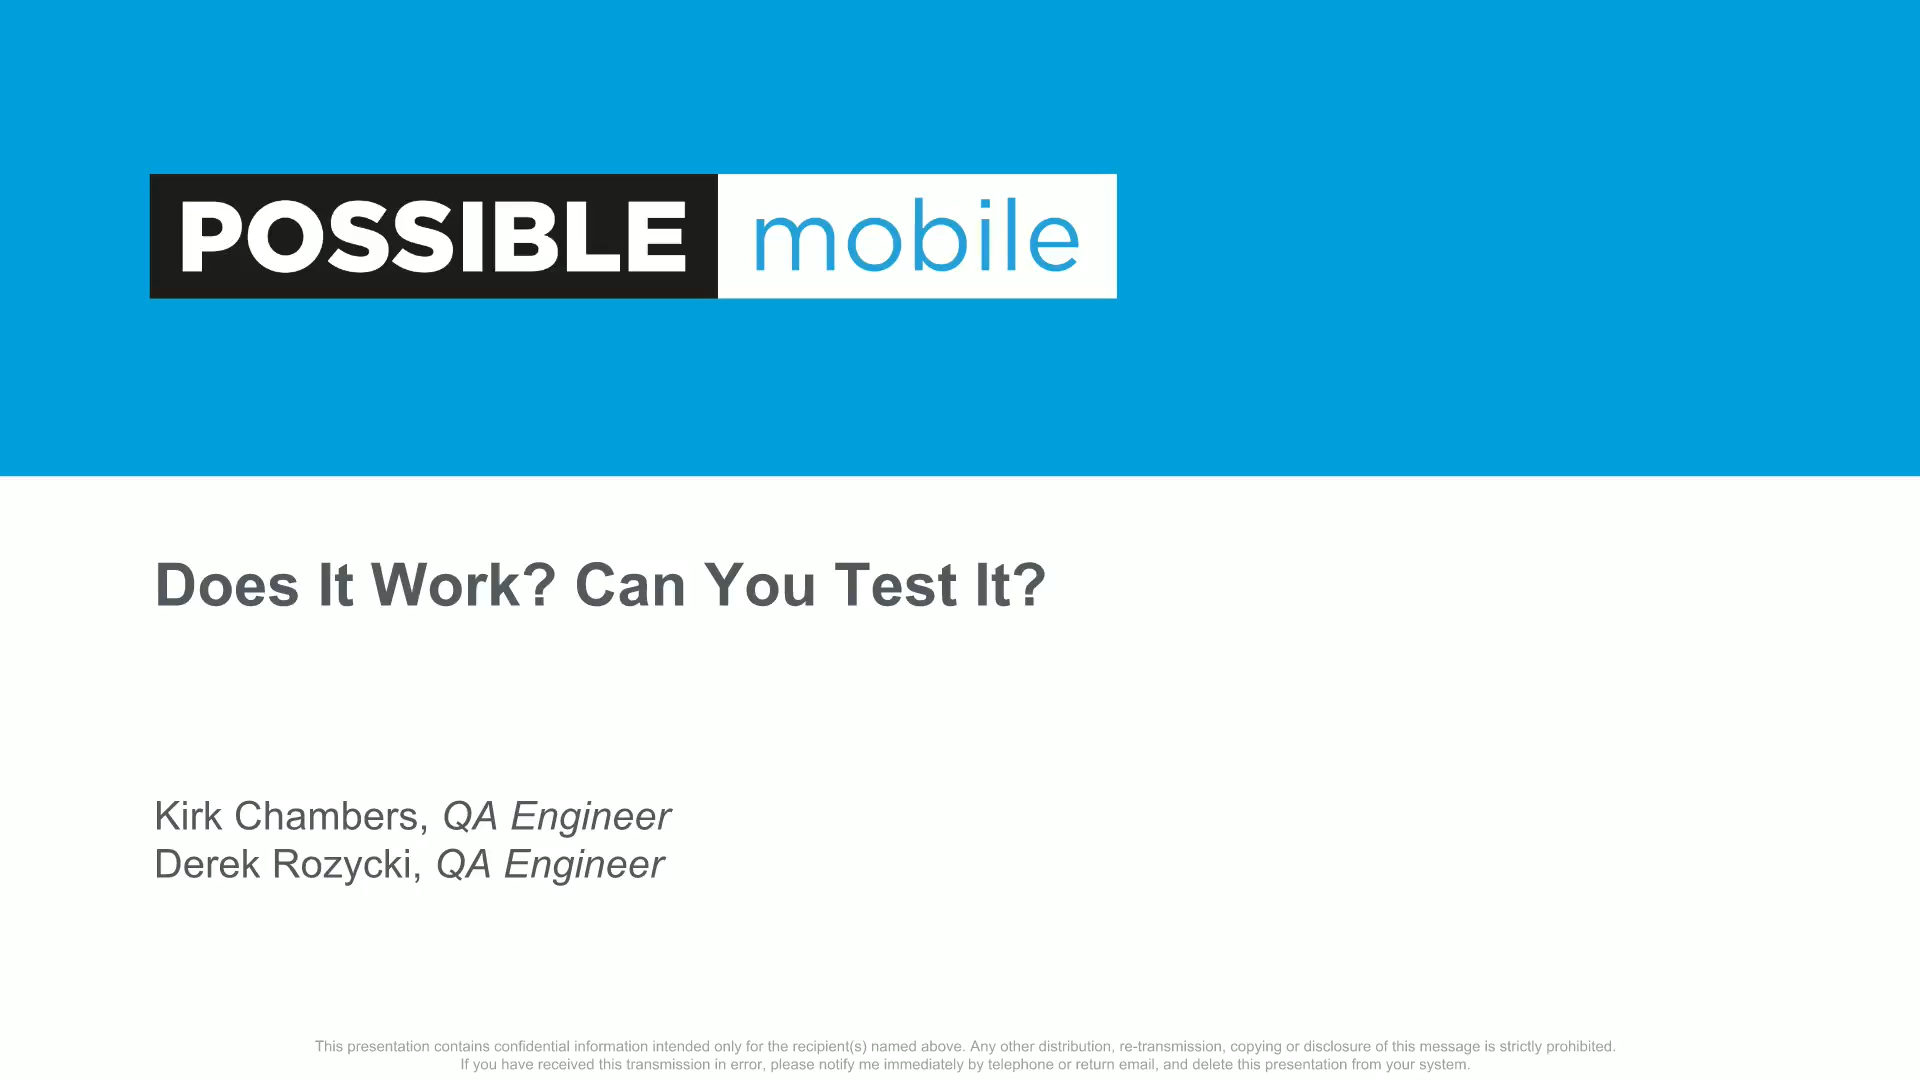 POSSIBLE mobile
Does It Work? Can You Test It?
Kirk Chambers, QA Engineer
Derek Rozycki, QA Engineer
This presentation contains confidential information intended only for the recipient(s) named above. Any other distribution, re-transmission, copying or disclosure of this message is strictly prohibited.
If you have received this transmission in error, please notify me immediately by telephone or return email, and delete this presentation from your system.